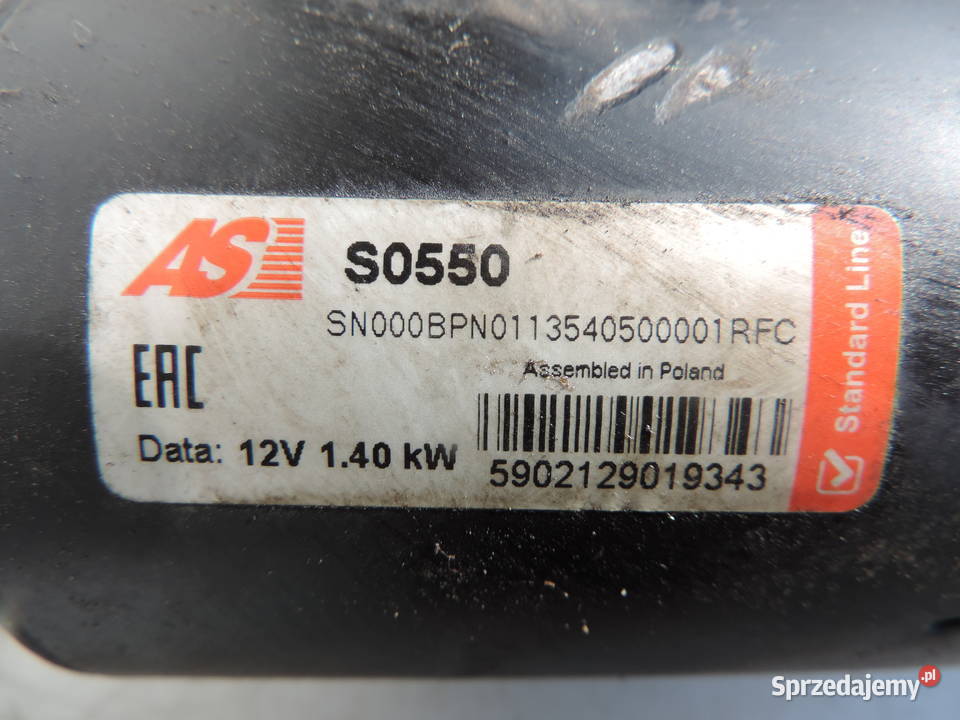 AS S0550
SN000BPN0113540500001RFC
Assembled in Poland
EAC
Data: 12V 1.40 kW
5902129019343
Standard Line
Sprzedajemy.pl